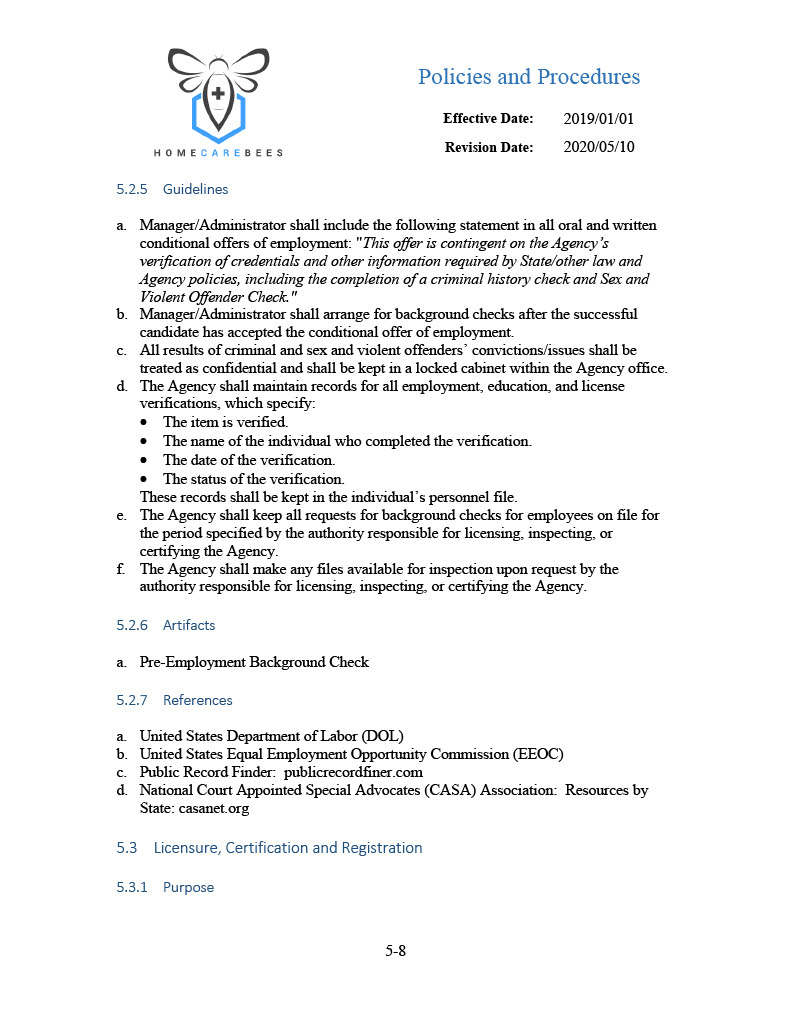 HOMECAREBEES
Policies and Procedures
Effective Date: 2019/01/01
Revision Date: 2020/05/10
5.2.5 Guidelines
a. Manager/Administrator shall include the following statement in all oral and written
conditional offers of employment: "This offer is contingent on the Agency’s
verification of credentials and other information required by State/other law and
Agency policies, including the completion of a criminal history check and Sex and
Violent Offender Check."
b. Manager/Administrator shall arrange for background checks after the successful
candidate has accepted the conditional offer of employment.
c. All results of criminal and sex and violent offenders’ convictions/issues shall be
treated as confidential and shall be kept in a locked cabinet within the Agency office.
d. The Agency shall maintain records for all employment, education, and license
verifications, which specify:
• The item is verified.
• The name of the individual who completed the verification.
• The date of the verification.
• The status of the verification.
These records shall be kept in the individual’s personnel file.
e. The Agency shall keep all requests for background checks for employees on file for
the period specified by the authority responsible for licensing, inspecting, or
certifying the Agency.
f. The Agency shall make any files available for inspection upon request by the
authority responsible for licensing, inspecting, or certifying the Agency.
5.2.6 Artifacts
a. Pre-Employment Background Check
5.2.7 References
a. United States Department of Labor (DOL)
b. United States Equal Employment Opportunity Commission (EEOC)
c. Public Record Finder: publicrecordfiner.com
d. National Court Appointed Special Advocates (CASA) Association: Resources by
State: casanet.org
5.3 Licensure, Certification and Registration
5.3.1 Purpose
5-8